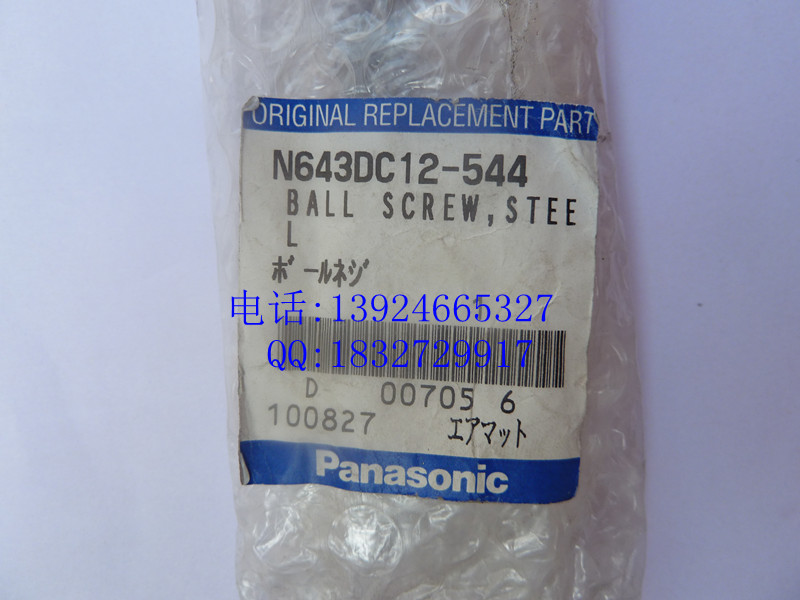 ORIGINAL REPLACEMENT PART
N643DC12-544
BALL SCREW,STEE
L
ボールネジ
电话:13924665327
QQ:1832729917
D 00705 6
100827 エアマット
Panasonic